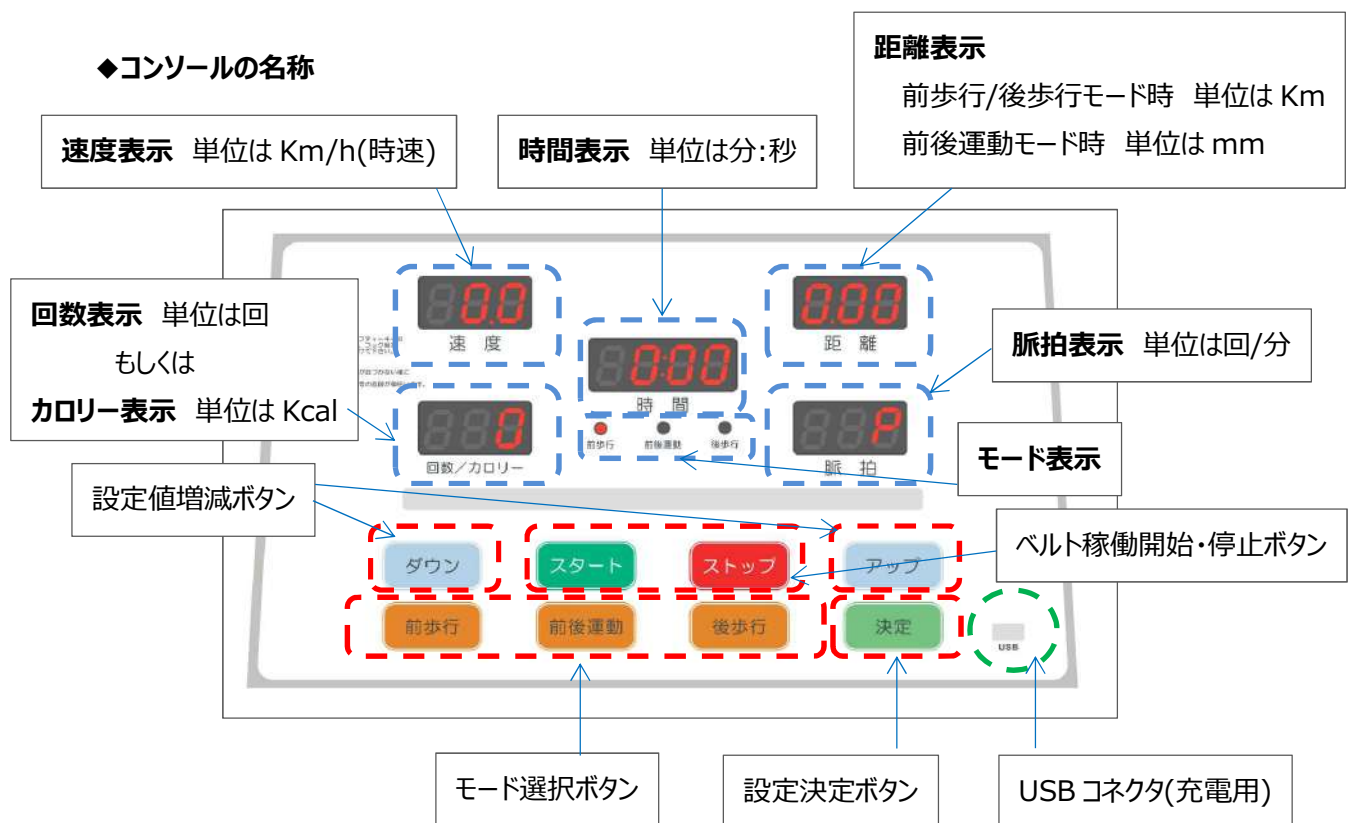 ◆コンソールの名称
距離表示
前歩行/後歩行モード時 単位は Km
前後運動モード時 単位は mm
速度表示 単位は Km/h(時速)
時間表示 単位は分:秒
回数表示 単位は回
もしくは
カロリー表示 単位は Kcal
0.0
速 度
0:00
時 間
0.00
距 離
脈拍表示 単位は回/分
0
回数/カロリー
前歩行 前後運動 後歩行
P
脈 拍
モード表示
設定値増減ボタン
ベルト稼働開始・停止ボタン
ダウン スタート ストップ アップ
前歩行 前後運動 後歩行 決定
USB
モード選択ボタン
設定決定ボタン
USB コネクタ(充電用)